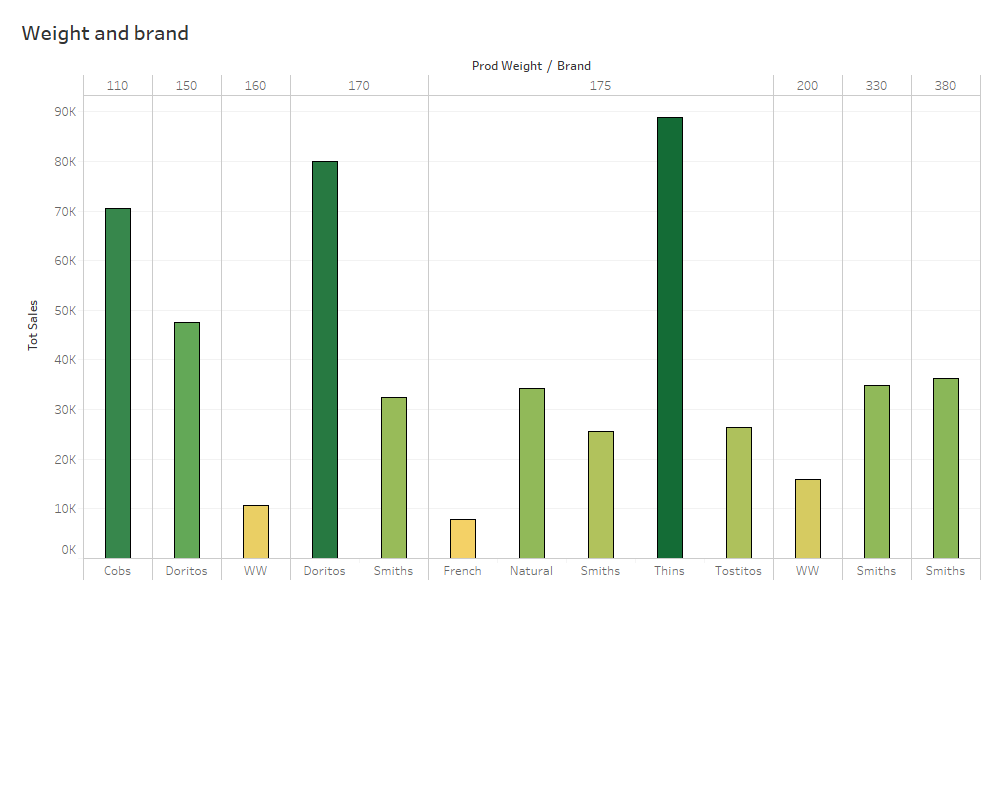 Weight and brand
Prod Weight / Brand
110 150 160 170 175 200 330 380
90K
80K
70K
60K
50K
40K
30K
20K
10K
0K
Tot Sales
Cobs Doritos WW Doritos Smiths French Natural Smiths Thins Tostitos WW Smiths Smiths